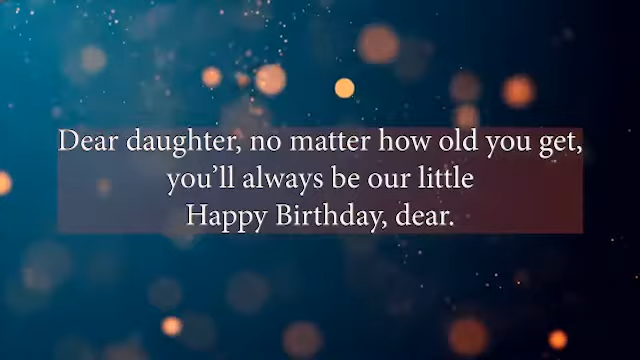 Dear daughter, no matter how old you get,
you’ll always be our little
Happy Birthday, dear.